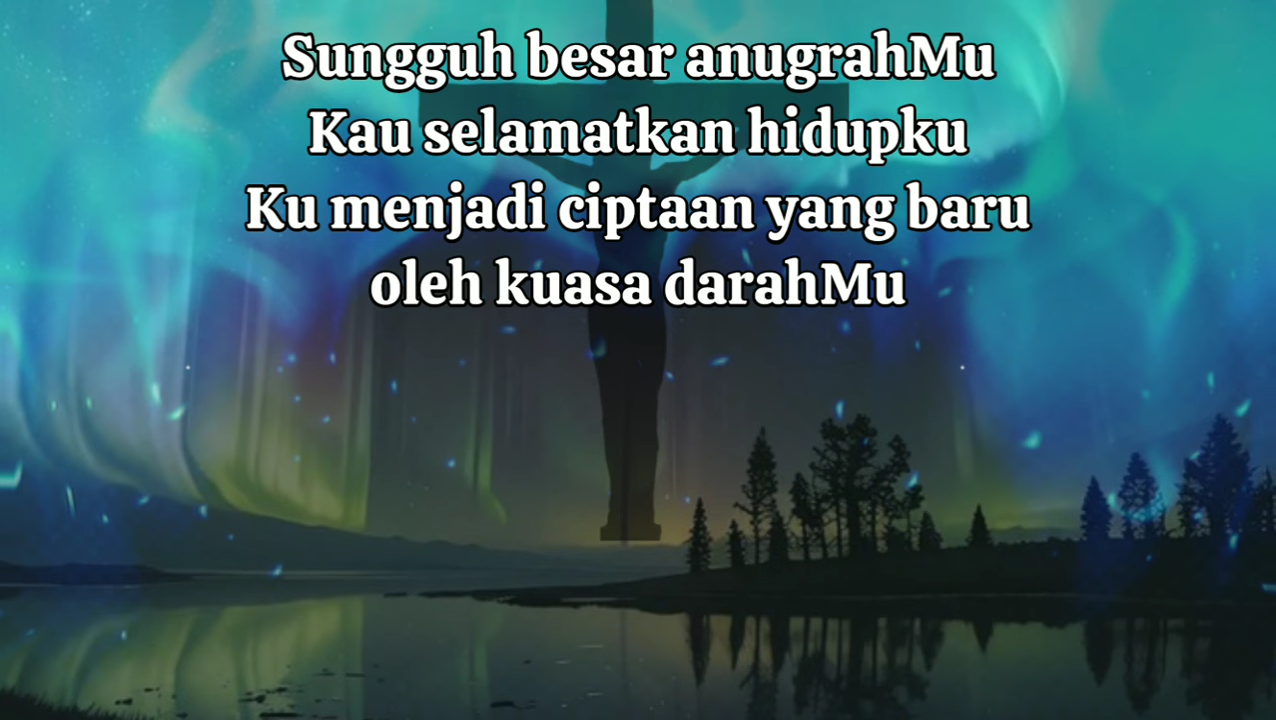 Sungguh besar anugrahMu
Kau selamatkan hidupku
Ku menjadi ciptaan yang baru
oleh kuasa darahMu